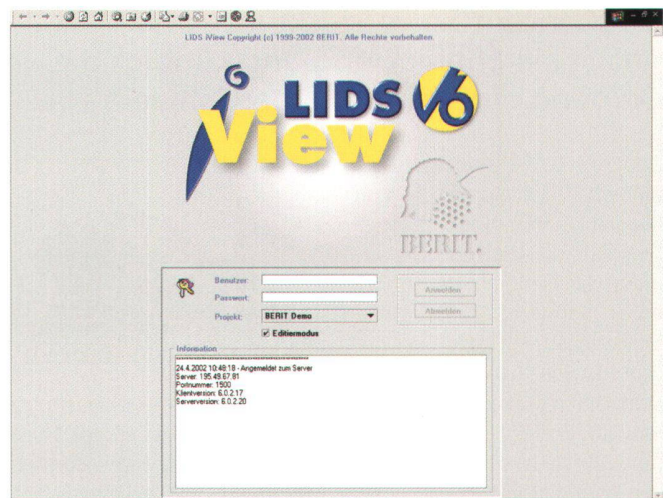 LIDS iView Copyright (c) 1999-2002 BERIT. Alle Rechte vorbehalten.
LIDS V6
iView
BERIT.
Benutzer:
Passwort:
Projekt: BERIT Demo
Editiermodus
Anmelden
Abmelden
Information
24.4.2002 10:48:18 - Angemeldet zum Server
Server: 195.49.67.81
Portnummer: 1500
Klientversion: 6.0.2.17
Serverversion: 6.0.2.20